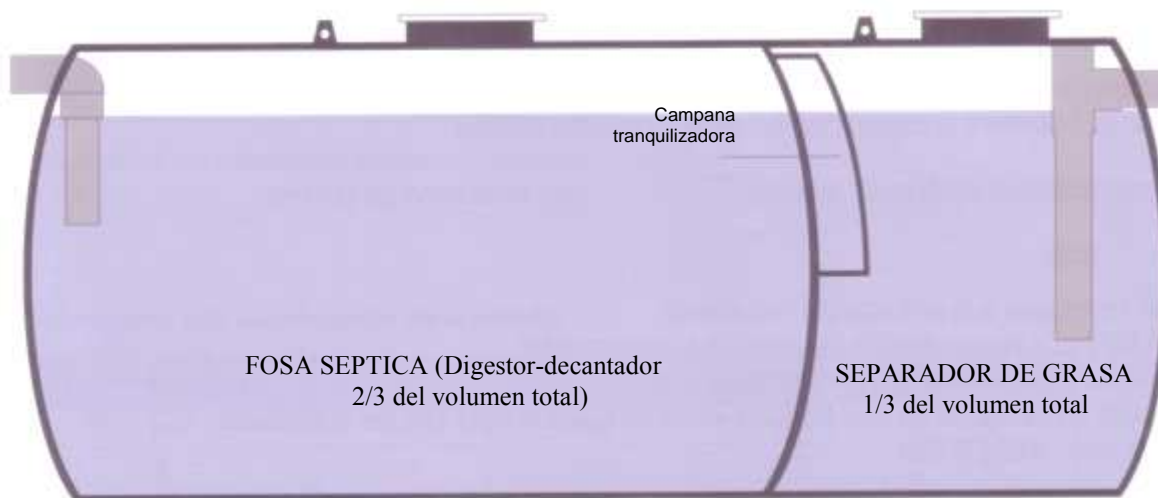 Campana
tranquilizadora
FOSA SEPTICA (Digestor-decantador
2/3 del volumen total)
SEPARADOR DE GRASA
1/3 del volumen total